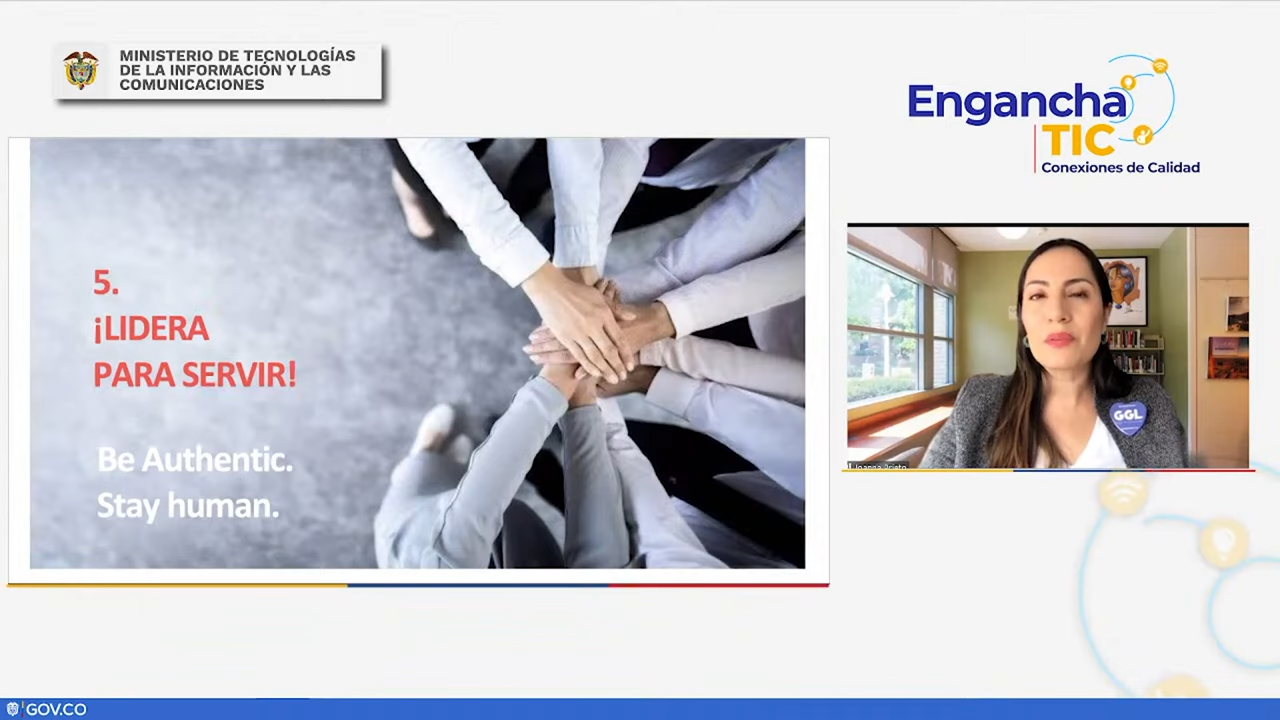 MINISTERIO DE TECNOLOGÍAS
DE LA INFORMACIÓN Y LAS
COMUNICACIONES
Engancha
TIC
Conexiones de Calidad
5.
¡LIDERA
PARA SERVIR!
Be Authentic.
Stay human.
GGL
GOV.CO